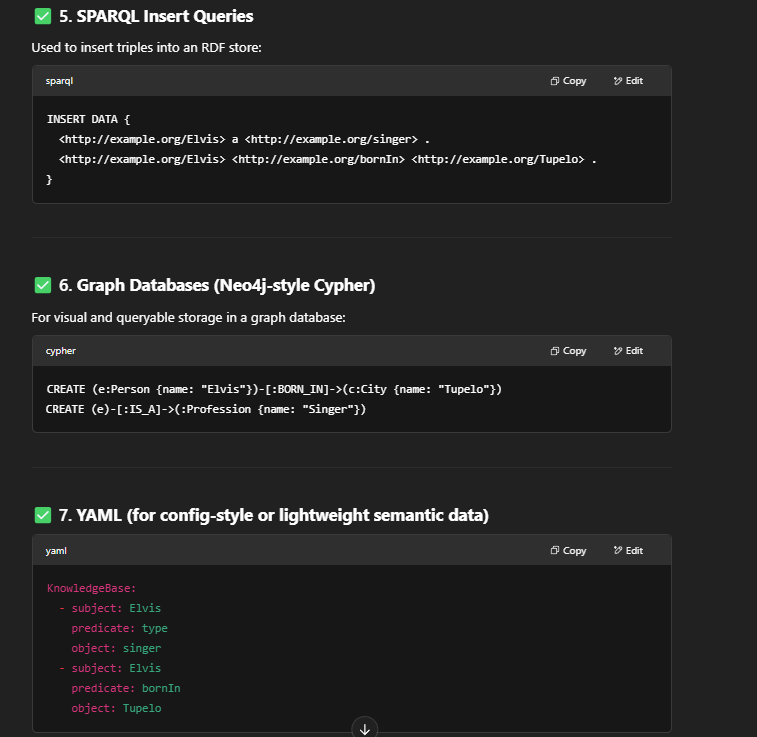 ✅ 5. SPARQL Insert Queries
Used to insert triples into an RDF store:
sparql Copy Edit
INSERT DATA {
  <http://example.org/Elvis> a <http://example.org/singer> .
  <http://example.org/Elvis> <http://example.org/bornIn> <http://example.org/Tupelo> .
}
✅ 6. Graph Databases (Neo4j-style Cypher)
For visual and queryable storage in a graph database:
cypher Copy Edit
CREATE (e:Person {name: "Elvis"})-[:BORN_IN]->(c:City {name: "Tupelo"})
CREATE (e)-[:IS_A]->(:Profession {name: "Singer"})
✅ 7. YAML (for config-style or lightweight semantic data)
yaml Copy Edit
KnowledgeBase:
  - subject: Elvis
    predicate: type
    object: singer
  - subject: Elvis
    predicate: bornIn
    object: Tupelo